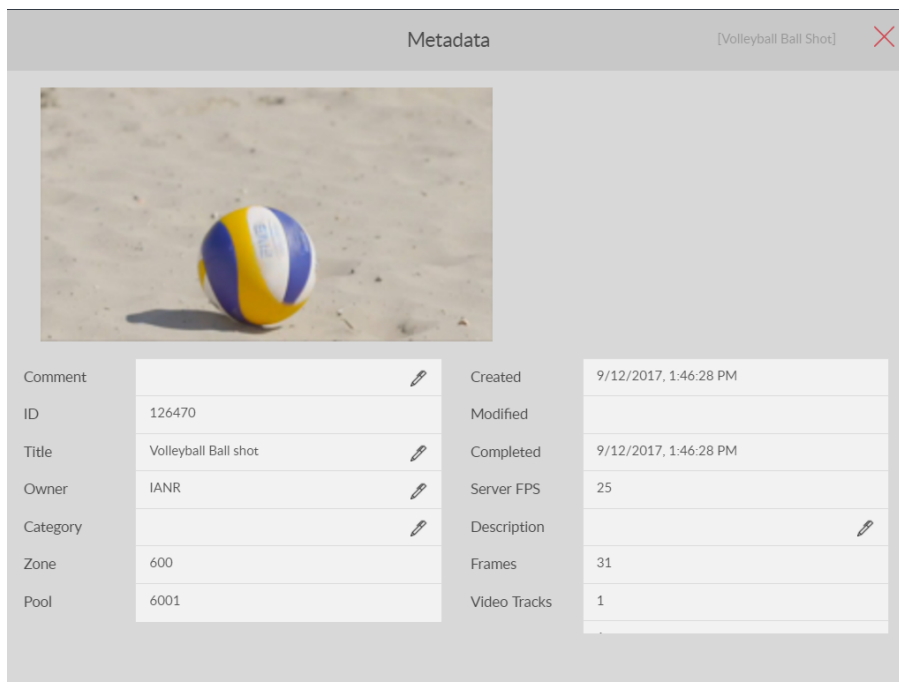 Metadata
[Volleyball Ball Shot]
Comment
ID 126470
Title Volleyball Ball shot
Owner IANR
Category
Zone 600
Pool 6001
Created 9/12/2017, 1:46:28 PM
Modified
Completed 9/12/2017, 1:46:28 PM
Server FPS 25
Description
Frames 31
Video Tracks 1